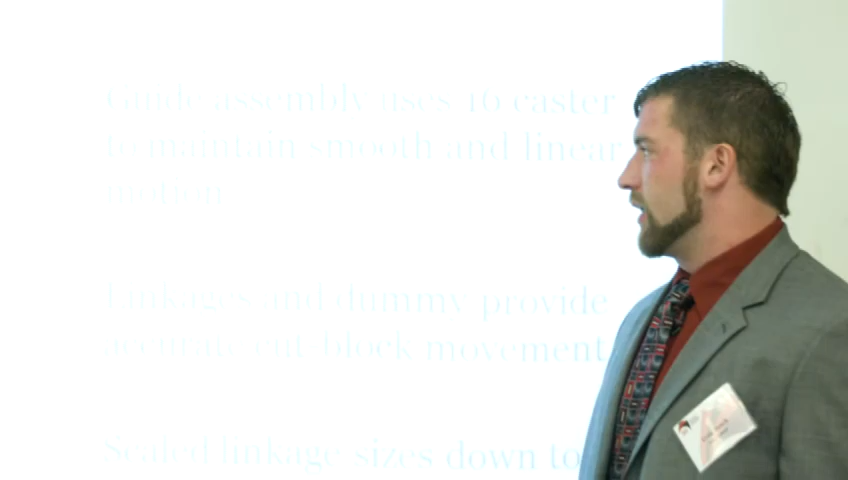 Guide assembly uses 16 caster
to maintain smooth and linear
motion
Linkages and dummy provide
accurate cut-block movement
Scaled linkage sizes down to